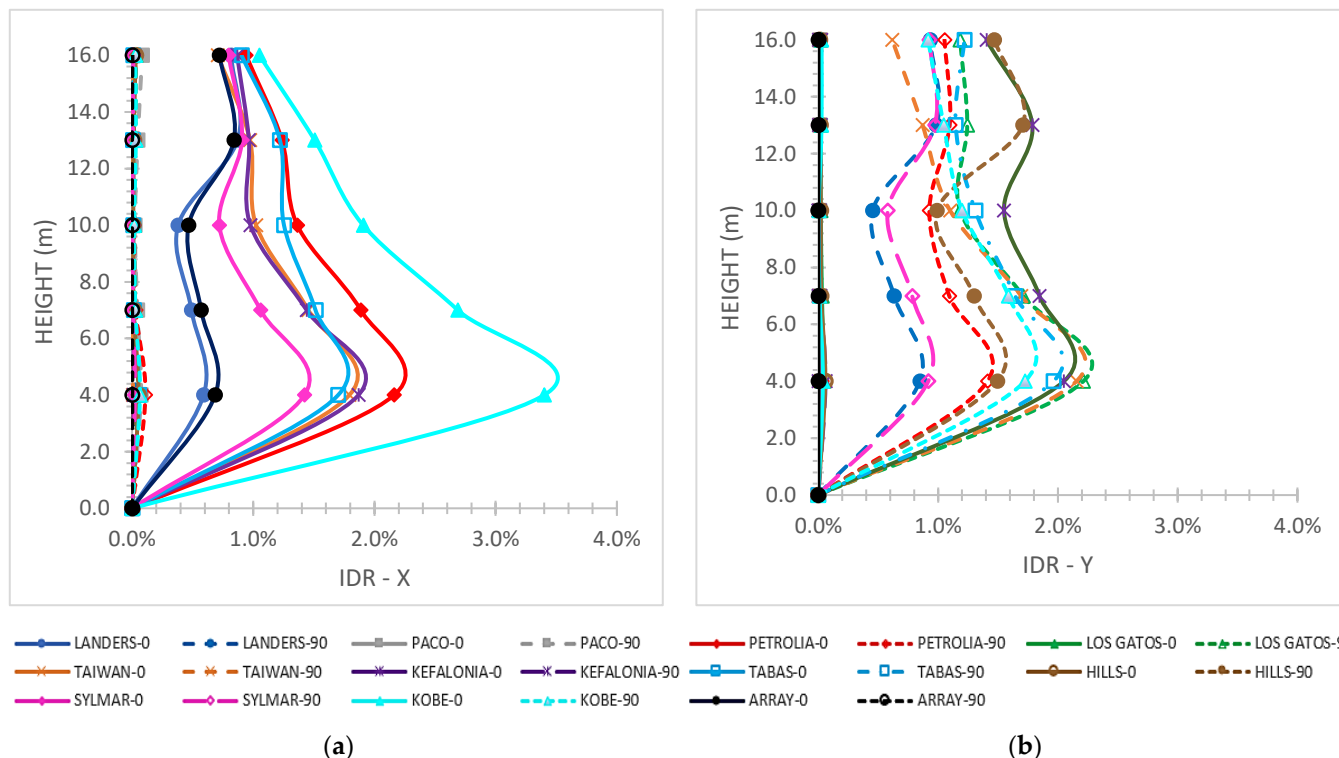 16.0
14.0
12.0
10.0
8.0
6.0
4.0
2.0
0.0
HEIGHT (m)
0.0% 1.0% 2.0% 3.0% 4.0%
IDR - X
16.0
14.0
12.0
10.0
8.0
6.0
4.0
2.0
0.0
HEIGHT (m)
0.0% 1.0% 2.0% 3.0% 4.0%
IDR - Y
LANDERS-0 LANDERS-90 PACO-0 PACO-90 PETROLIA-0 PETROLIA-90 LOS GATOS-0 LOS GATOS-9
TAIWAN-0 TAIWAN-90 KEFALONIA-0 KEFALONIA-90 TABAS-0 TABAS-90 HILLS-0 HILLS-90
SYLMAR-0 SYLMAR-90 KOBE-0 KOBE-90 ARRAY-0 ARRAY-90
(a) (b)